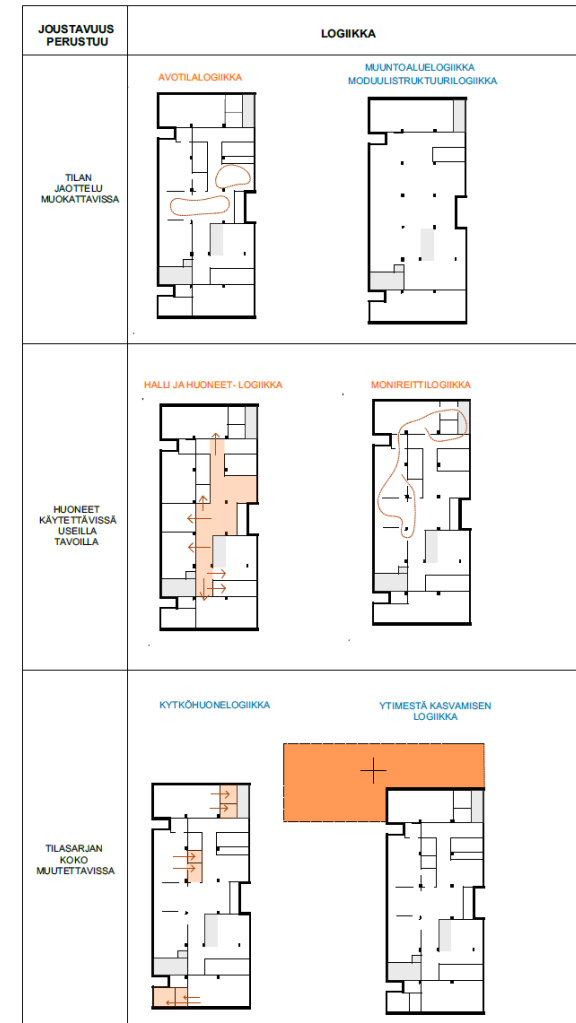 JOUSTAVUUS
PERUSTUU
LOGIIKKA
TILAN
JAOTTELU
MUOKATTAVISSA
AVOTILALOGIIKKA
MUUNTOALUELOGIIKKA
MODUULISTRUKTUURILOGIIKKA
HUONEET
KÄYTETTÄVISSÄ
USEILLA
TAVOILLA
HALLI JA HUONEET- LOGIIKKA
MONIREITTILOGIIKKA
TILASARJAN
KOKO
MUUTETTAVISSA
KYTKÖHUONELOGIIKKA
YTIMESTÄ KASVAMISEN
LOGIIKKA